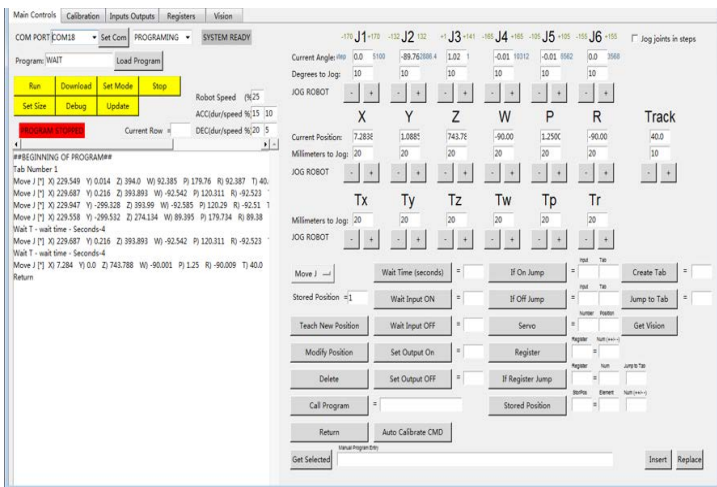 Main Controls Calibration Inputs Outputs Registers Vision
COM PORT COM18 Set Com PROGRAMING SYSTEM READY
Program: WAIT Load Program
Run Download Set Mode Stop
Set Size Debug Update
Robot Speed (%) 25
ACC(dur/speed %) 15 10
DEC(dur/speed %) 20 5
PROGRAM STOPPED Current Row =
##BEGINNING OF PROGRAM##
Tab Number 1
Move J [*] X) 229.549 Y) 0.014 Z) 394.0 W) 92.385 P) 179.76 R) 92.387 T) 40.
Move J [*] X) 229.687 Y) 0.216 Z) 393.893 W) -92.542 P) 120.311 R) -92.523
Move J [*] X) 229.947 Y) -299.328 Z) 393.99 W) -92.585 P) 120.29 R) -92.51 T
Move J [*] X) 229.558 Y) -299.532 Z) 274.134 W) 89.395 P) 179.734 R) 89.38
Wait T - wait time - Seconds-4
Move J [*] X) 229.687 Y) 0.216 Z) 393.893 W) -92.542 P) 120.311 R) -92.523
Wait T - wait time - Seconds-4
Move J [*] X) 7.284 Y) 0.0 Z) 743.788 W) -90.001 P) 1.25 R) -90.009 T) 40.0
Return
-170 J1 +170 -132 J2 132 +1 J3 +141 -165 J4 +165 -105 J5 +105 -155 J6 +155 Jog joints in steps
Current Angle: 0.0 5100 -89.762 1.02 1 -0.01 10312 -0.01 0.0 3568
Degrees to Jog: 10 10 10 10 10 10
JOG ROBOT - + - + - + - + - + - +
X Y Z W P R Track
Current Position: 7.2838 1.0885 743.78 -90.00 1.2500 -90.00 40.0
Millimeters to Jog: 20 20 20 20 20 20 10
JOG ROBOT - + - + - + - + - + - + - +
Tx Ty Tz Tw Tp Tr
Millimeters to Jog: 20 20 20 20 20 20
JOG ROBOT - + - + - + - + - + - +
Input Tab
Move J Wait Time (seconds) = If On Jump = Create Tab =
Input Tab
Stored Position =1 Wait Input ON = If Off Jump = Jump to Tab =
Number Position
Teach New Position Wait Input OFF = Servo = Get Vision
Register Num (++/--)
Modify Position Set Output On = Register =
Register Num Jump to Tab
Delete Set Output OFF = If Register Jump =
StorPos Element Num (++/--)
Call Program = Stored Position =
Return Auto Calibrate CMD
Manual Program Entry
Get Selected Insert Replace